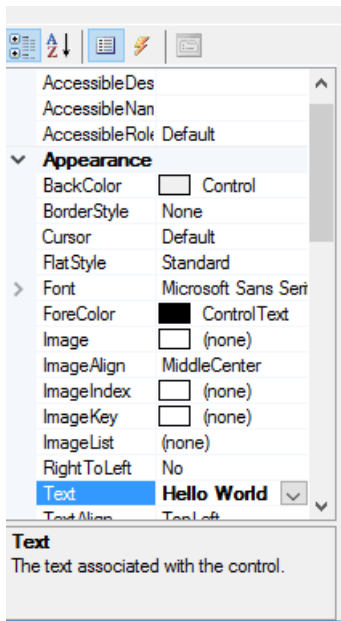 A
Z
AccessibleDes
AccessibleNan
AccessibleRole Default
Appearance
BackColor Control
BorderStyle None
Cursor Default
FlatStyle Standard
Font Microsoft Sans Seri
ForeColor ControlText
Image (none)
ImageAlign MiddleCenter
ImageIndex (none)
ImageKey (none)
ImageList (none)
RightToLeft No
Text Hello World
TextAlign TopLeft
Text
The text associated with the control.